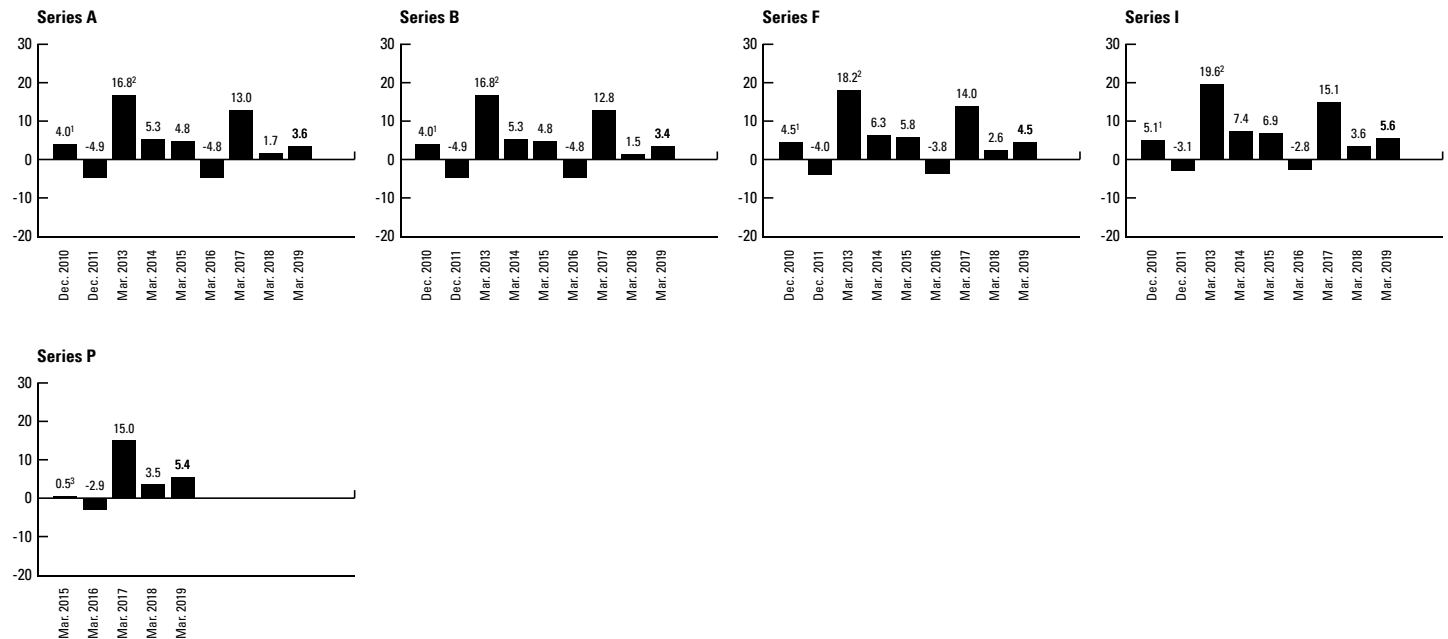 Series A
30
20
10
0
-10
-20
4.0¹
-4.9
16.8²
5.3
4.8
-4.8
13.0
1.7
3.6
Dec. 2010
Dec. 2011
Mar. 2013
Mar. 2014
Mar. 2015
Mar. 2016
Mar. 2017
Mar. 2018
Mar. 2019
Series B
30
20
10
0
-10
-20
4.0¹
-4.9
16.8²
5.3
4.8
-4.8
12.8
1.5
3.4
Dec. 2010
Dec. 2011
Mar. 2013
Mar. 2014
Mar. 2015
Mar. 2016
Mar. 2017
Mar. 2018
Mar. 2019
Series F
30
20
10
0
-10
-20
4.5¹
-4.0
18.2²
6.3
5.8
-3.8
14.0
2.6
4.5
Dec. 2010
Dec. 2011
Mar. 2013
Mar. 2014
Mar. 2015
Mar. 2016
Mar. 2017
Mar. 2018
Mar. 2019
Series I
30
20
10
0
-10
-20
5.1¹
-3.1
19.6²
7.4
6.9
-2.8
15.1
3.6
5.6
Dec. 2010
Dec. 2011
Mar. 2013
Mar. 2014
Mar. 2015
Mar. 2016
Mar. 2017
Mar. 2018
Mar. 2019
Series P
30
20
10
0
-10
-20
0.5³
-2.9
15.0
3.5
5.4
Mar. 2015
Mar. 2016
Mar. 2017
Mar. 2018
Mar. 2019